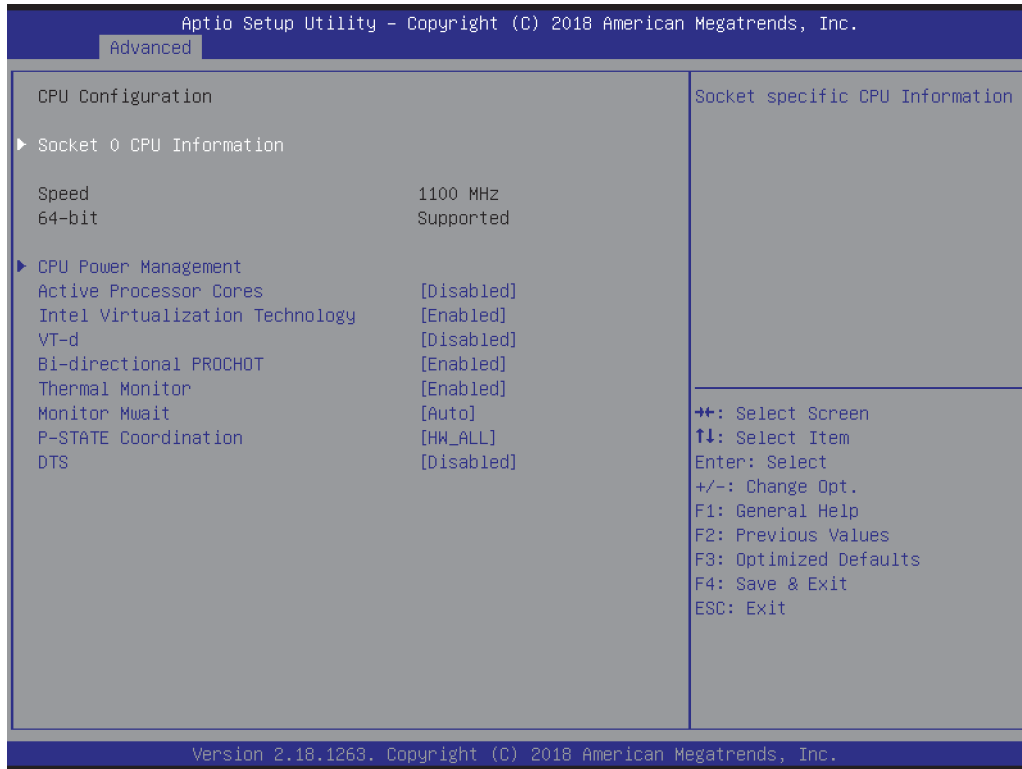 Aptio Setup Utility – Copyright (C) 2018 American Megatrends, Inc.
Advanced
CPU Configuration
▶ Socket 0 CPU Information
Speed 1100 MHz
64-bit Supported
▶ CPU Power Management
Active Processor Cores [Disabled]
Intel Virtualization Technology [Enabled]
VT-d [Disabled]
Bi-directional PROCHOT [Enabled]
Thermal Monitor [Enabled]
Monitor Mwait [Auto]
P-STATE Coordination [HW_ALL]
DTS [Disabled]
Socket specific CPU Information
→←: Select Screen
↑↓: Select Item
Enter: Select
+/-: Change Opt.
F1: General Help
F2: Previous Values
F3: Optimized Defaults
F4: Save & Exit
ESC: Exit
Version 2.18.1263. Copyright (C) 2018 American Megatrends, Inc.